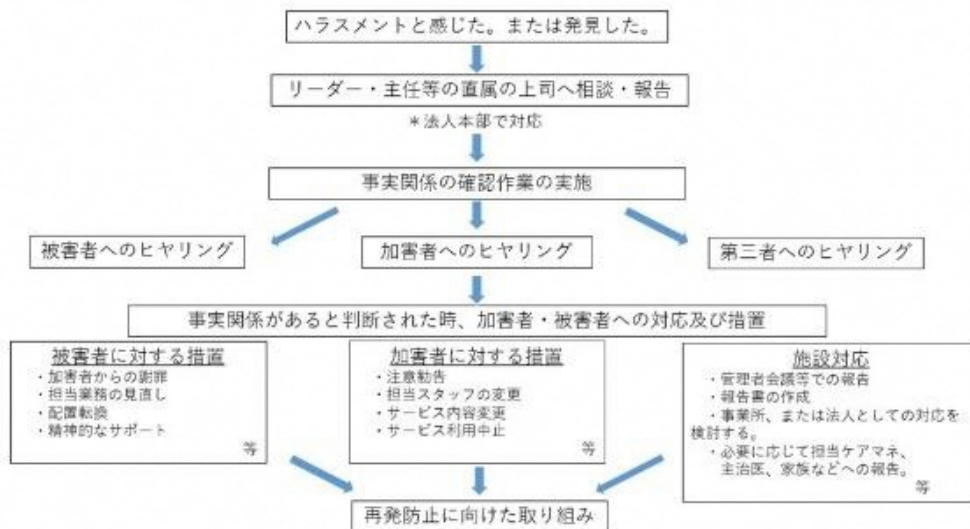 ハラスメントと感じた。または発見した。
リーダー・主任等の直属の上司へ相談・報告
＊法人本部で対応
事実関係の確認作業の実施
被害者へのヒヤリング
加害者へのヒヤリング
第三者へのヒヤリング
事実関係があると判断された時、加害者・被害者への対応及び措置
被害者に対する措置
・加害者からの謝罪
・担当業務の見直し
・配置転換
・精神的なサポート
等
加害者に対する措置
・注意勧告
・担当スタッフの変更
・サービス内容変更
・サービス利用中止
等
施設対応
・管理者会議等での報告
・報告書の作成
・事業所、または法人としての対応を
検討する。
・必要に応じて担当ケアマネ、
主治医、家族などへの報告。
等
再発防止に向けた取り組み